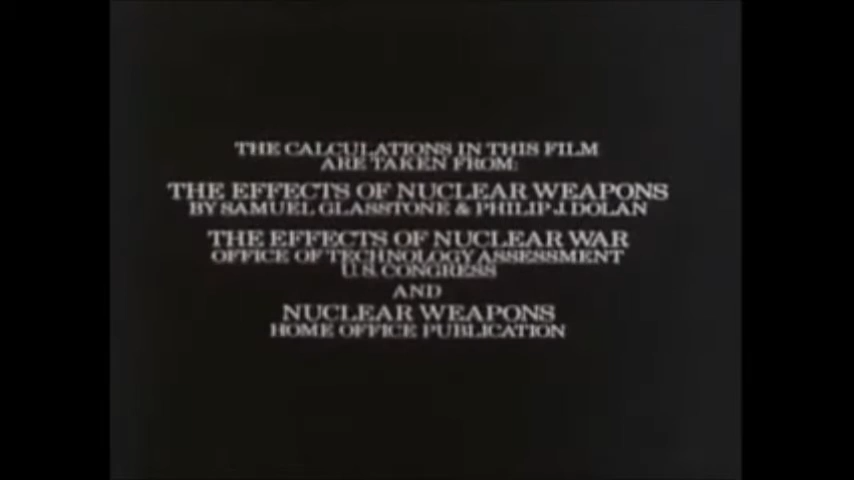 THE CALCULATIONS IN THIS FILM
ARE TAKEN FROM:
THE EFFECTS OF NUCLEAR WEAPONS
BY SAMUEL GLASSTONE & PHILIP J. DOLAN
THE EFFECTS OF NUCLEAR WAR
OFFICE OF TECHNOLOGY ASSESSMENT
U.S. CONGRESS
AND
NUCLEAR WEAPONS
HOME OFFICE PUBLICATION